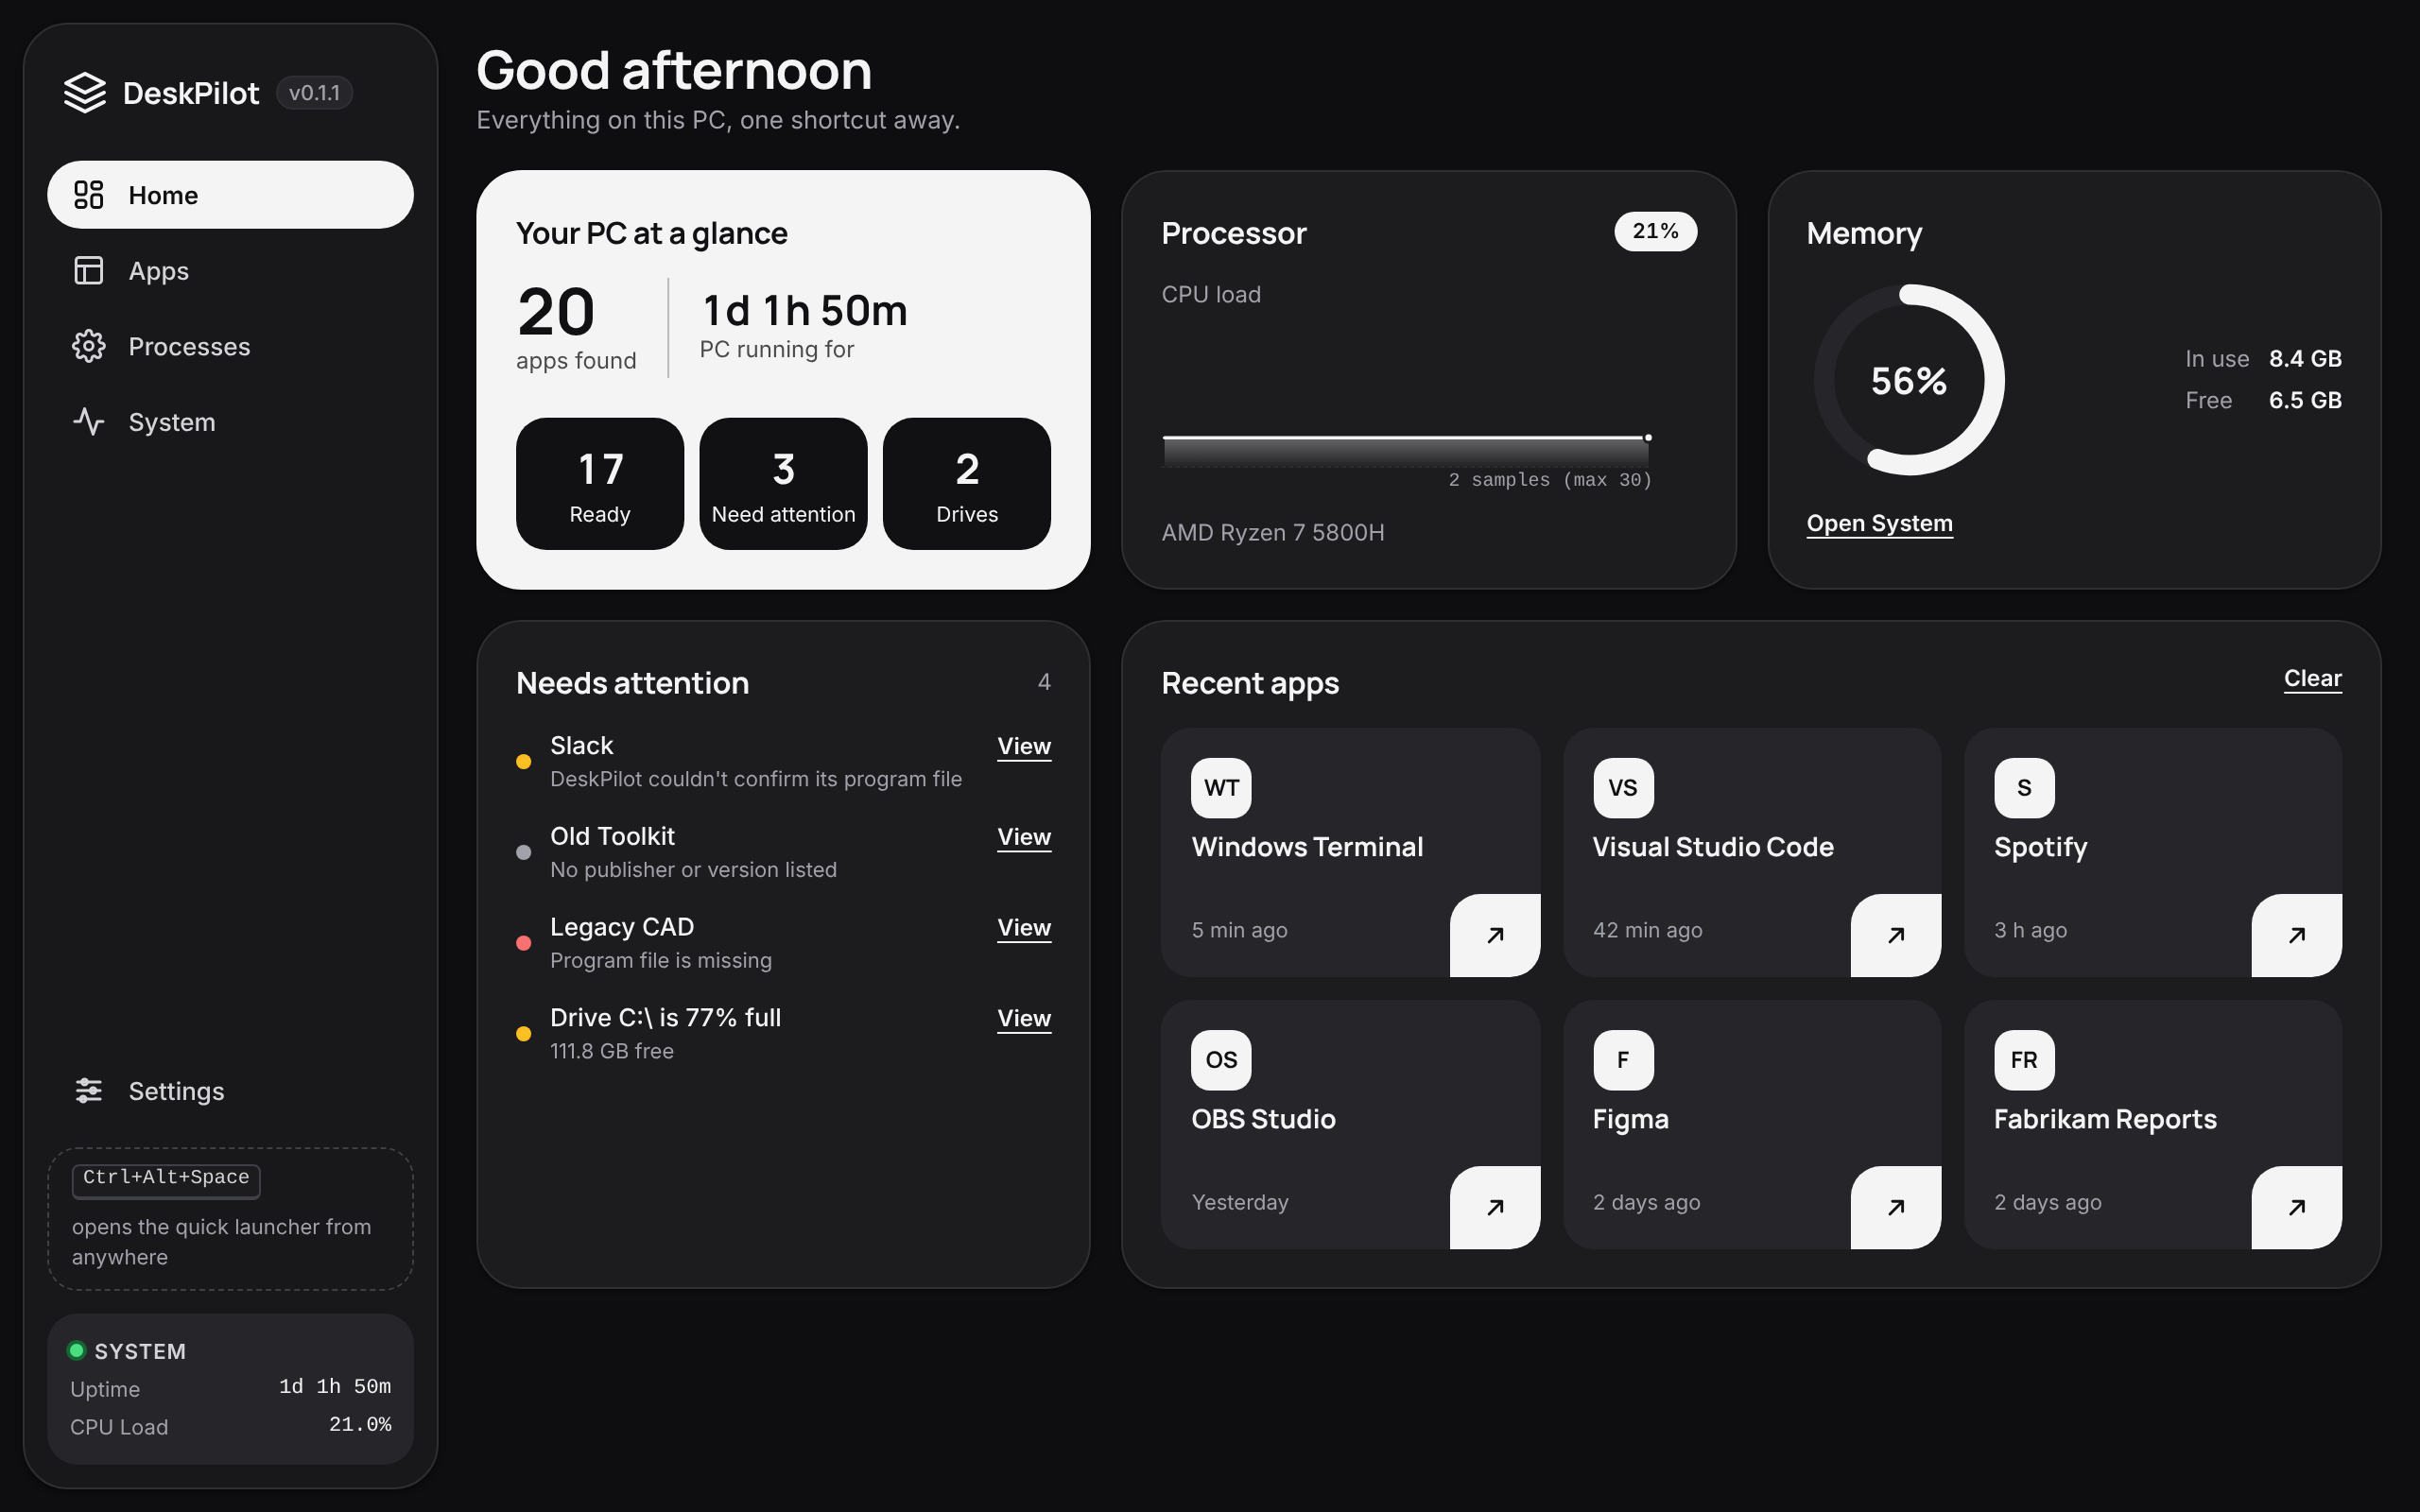 DeskPilot v0.1.1
Home
Apps
Processes
System
Settings
Ctrl+Alt+Space
opens the quick launcher from
anywhere
SYSTEM
Uptime 1d 1h 50m
CPU Load 21.0%
Good afternoon
Everything on this PC, one shortcut away.
Your PC at a glance
20
apps found
1d 1h 50m
PC running for
17
Ready
3
Need attention
2
Drives
Processor 21%
CPU load
2 samples (max 30)
AMD Ryzen 7 5800H
Memory
56%
In use 8.4 GB
Free 6.5 GB
Open System
Needs attention 4
Slack View
DeskPilot couldn't confirm its program file
Old Toolkit View
No publisher or version listed
Legacy CAD View
Program file is missing
Drive C:\ is 77% full View
111.8 GB free
Recent apps Clear
WT
Windows Terminal
5 min ago
VS
Visual Studio Code
42 min ago
S
Spotify
3 h ago
OS
OBS Studio
Yesterday
F
Figma
2 days ago
FR
Fabrikam Reports
2 days ago